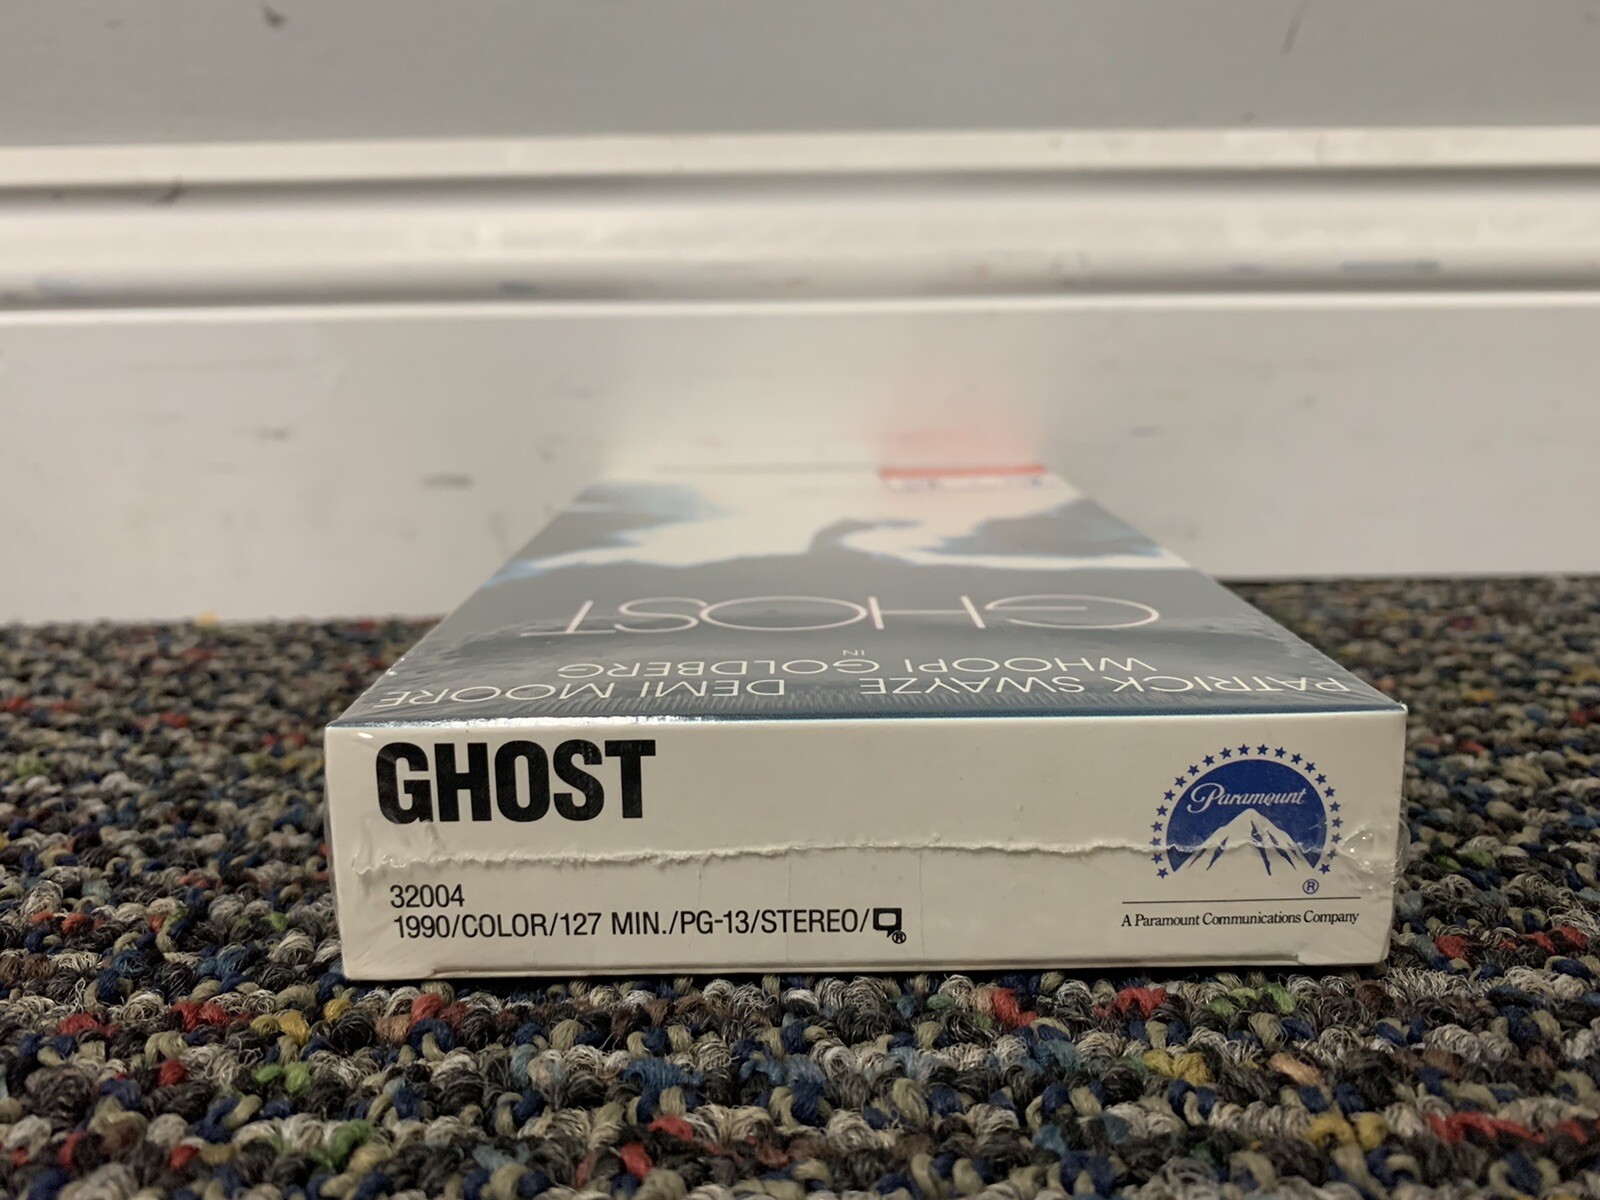 PATRICK SWAYZE DEMI MOORE
WHOOPI GOLDBERG
IN
GHOST
GHOST
32004
1990/COLOR/127 MIN./PG-13/STEREO/
®
Paramount
®
A Paramount Communications Company